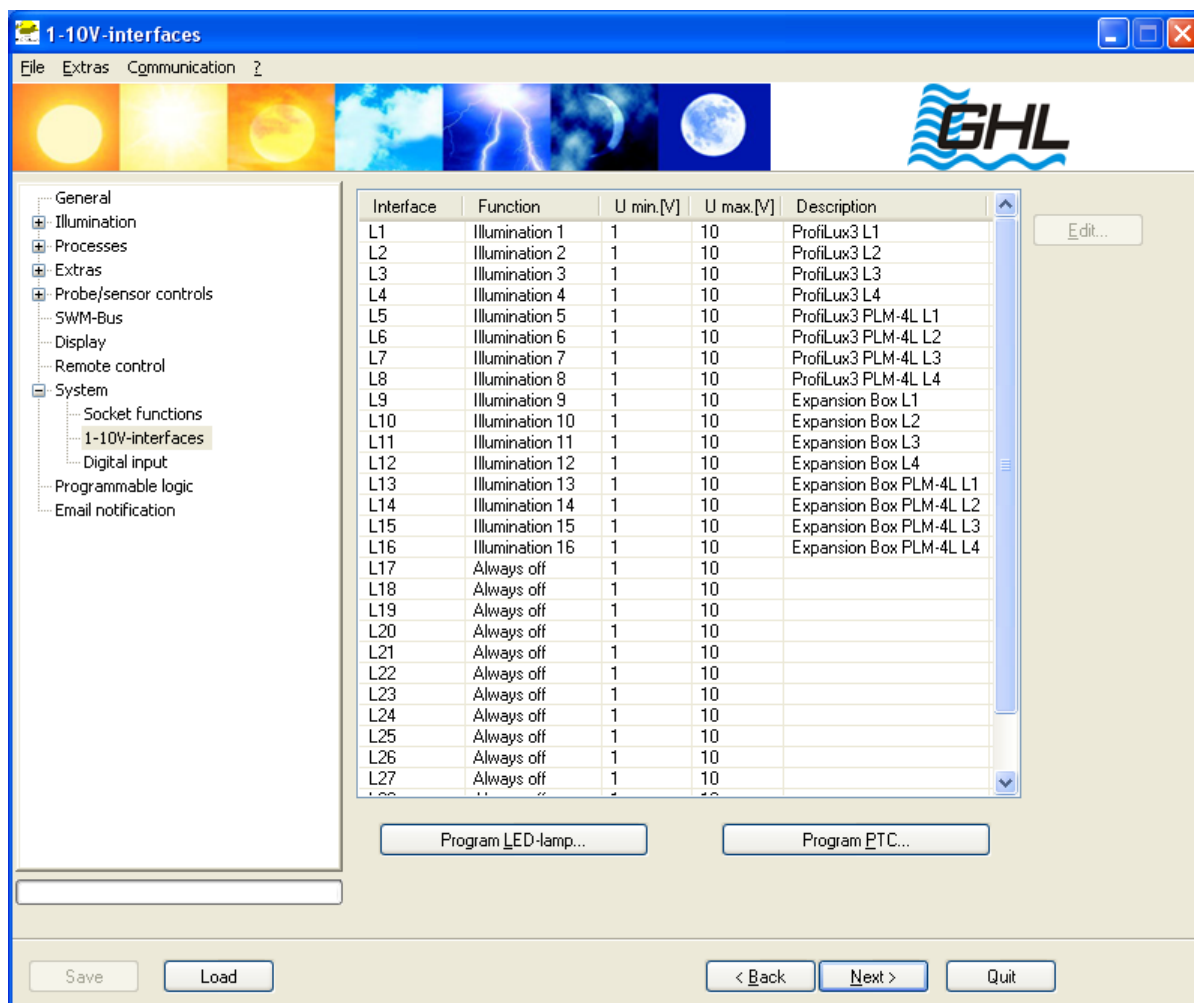 1-10V-interfaces
File Extras Communication ?
GHL
General
Illumination
Processes
Extras
Probe/sensor controls
SWM-Bus
Display
Remote control
System
Socket functions
1-10V-interfaces
Digital input
Programmable logic
Email notification
Interface Function U min.[V] U max.[V] Description
L1 Illumination 1 1 10 ProfiLux3 L1
L2 Illumination 2 1 10 ProfiLux3 L2
L3 Illumination 3 1 10 ProfiLux3 L3
L4 Illumination 4 1 10 ProfiLux3 L4
L5 Illumination 5 1 10 ProfiLux3 PLM-4L L1
L6 Illumination 6 1 10 ProfiLux3 PLM-4L L2
L7 Illumination 7 1 10 ProfiLux3 PLM-4L L3
L8 Illumination 8 1 10 ProfiLux3 PLM-4L L4
L9 Illumination 9 1 10 Expansion Box L1
L10 Illumination 10 1 10 Expansion Box L2
L11 Illumination 11 1 10 Expansion Box L3
L12 Illumination 12 1 10 Expansion Box L4
L13 Illumination 13 1 10 Expansion Box PLM-4L L1
L14 Illumination 14 1 10 Expansion Box PLM-4L L2
L15 Illumination 15 1 10 Expansion Box PLM-4L L3
L16 Illumination 16 1 10 Expansion Box PLM-4L L4
L17 Always off 1 10
L18 Always off 1 10
L19 Always off 1 10
L20 Always off 1 10
L21 Always off 1 10
L22 Always off 1 10
L23 Always off 1 10
L24 Always off 1 10
L25 Always off 1 10
L26 Always off 1 10
L27 Always off 1 10
Edit...
Program LED-lamp...
Program PTC...
Save
Load
< Back
Next >
Quit